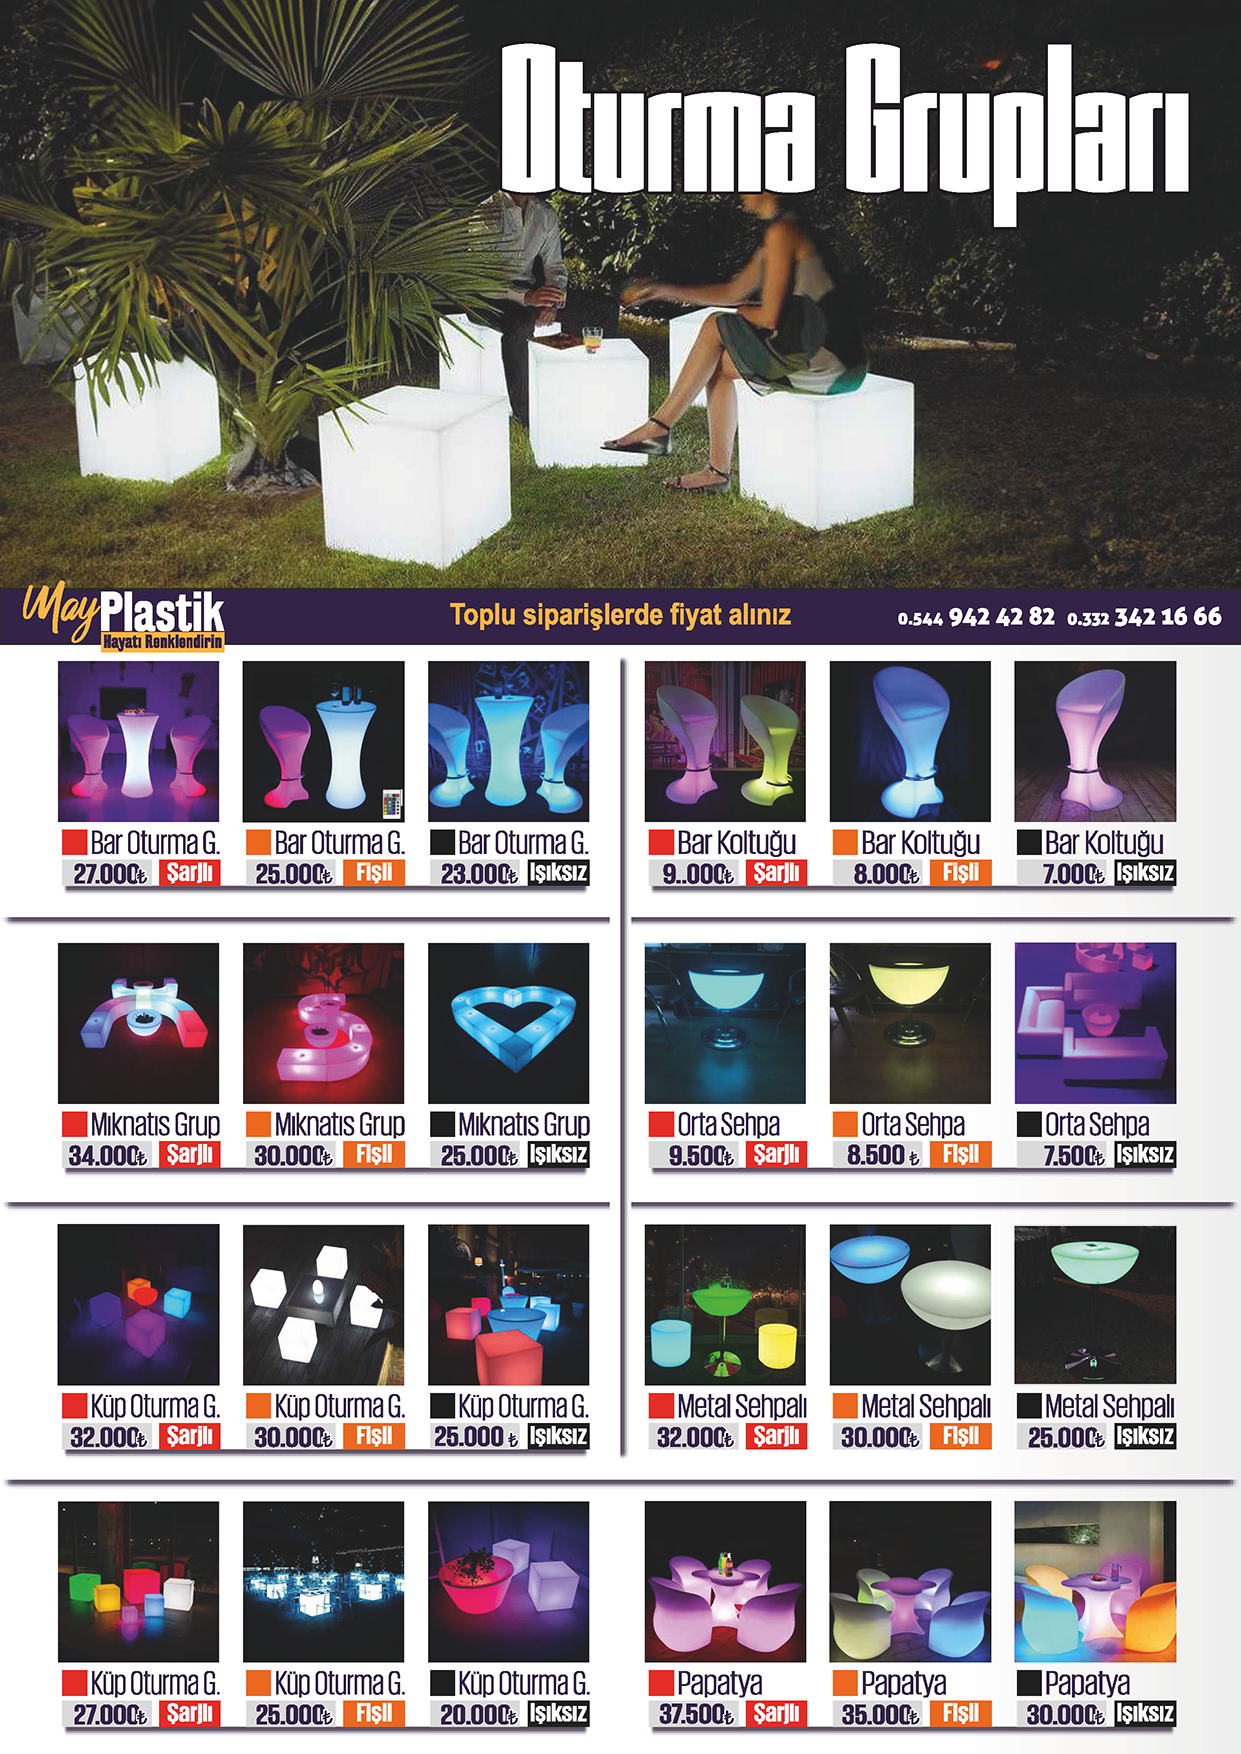 Oturma Grupları
May Plastik
Hayatı Renklendirin
Toplu siparişlerde fiyat alınız
0.544 942 42 82 0.332 342 16 66
Bar Oturma G.
27.000₺ Şarjlı
Bar Oturma G.
25.000₺ Fişli
Bar Oturma G.
23.000₺ Işıksız
Bar Koltuğu
9..000₺ Şarjlı
Bar Koltuğu
8.000₺ Fişli
Bar Koltuğu
7.000₺ Işıksız
Mıknatıs Grup
34.000₺ Şarjlı
Mıknatıs Grup
30.000₺ Fişli
Mıknatıs Grup
25.000₺ Işıksız
Orta Sehpa
9.500₺ Şarjlı
Orta Sehpa
8.500 ₺ Fişli
Orta Sehpa
7.500₺ Işıksız
Küp Oturma G.
32.000₺ Şarjlı
Küp Oturma G.
30.000₺ Fişli
Küp Oturma G.
25.000 ₺ Işıksız
Metal Sehpalı
32.000₺ Şarjlı
Metal Sehpalı
30.000₺ Fişli
Metal Sehpalı
25.000₺ Işıksız
Küp Oturma G.
27.000₺ Şarjlı
Küp Oturma G.
25.000₺ Fişli
Küp Oturma G.
20.000₺ Işıksız
Papatya
37.500₺ Şarjlı
Papatya
35.000₺ Fişli
Papatya
30.000₺ Işıksız